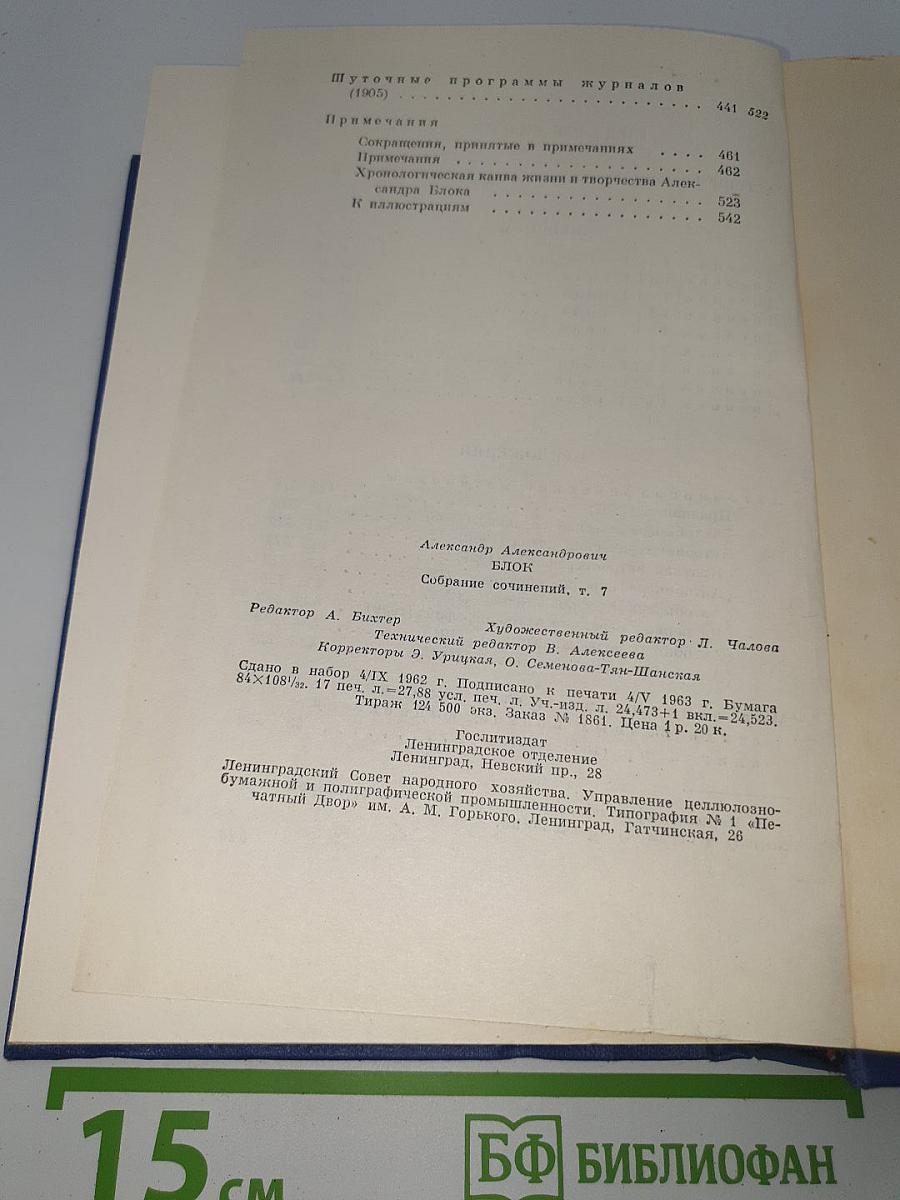 Шуточные программы журналов
(1905) . . . . . . . . . . . . . . . . . . . . . . . . . 441 522
Примечания
Сокращения, принятые в примечаниях . . . . 461
Примечания . . . . . . . . . . . . . . . . . . . . 462
Хронологическая канва жизни и творчества Алек-
сандра Блока . . . . . . . . . . . . . . . . . . 523
К иллюстрациям . . . . . . . . . . . . . . . . . 542
Александр Александрович
БЛОК
Собрание сочинений, т. 7
Редактор А. Бихтер Художественный редактор Л. Чалова
Технический редактор В. Алексеева
Корректоры Э. Урицкая, О. Семенова-Тян-Шанская
Сдано в набор 4/IX 1962 г. Подписано к печати 4/V 1963 г. Бумага
84×108¹/₃₂. 17 печ. л.=27,88 усл. печ. л. Уч.-изд. л. 24,473+1 вкл.=24,523.
Тираж 124 500 экз. Заказ № 1861. Цена 1 р. 20 к.
Гослитиздат
Ленинградское отделение
Ленинград, Невский пр., 28
Ленинградский Совет народного хозяйства. Управление целлюлозно-
бумажной и полиграфической промышленности. Типография № 1 «Пе-
чатный Двор» им. А. М. Горького. Ленинград, Гатчинская, 26
15 см
БФ БИБЛИОФАН